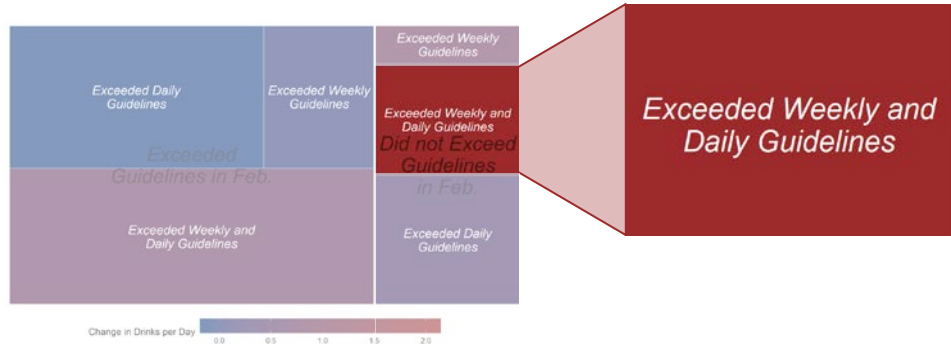 Exceeded Daily
Guidelines
Exceeded Weekly
Guidelines
Exceeded
Guidelines in Feb.
Exceeded Weekly and
Daily Guidelines
Exceeded Weekly
Guidelines
Exceeded Weekly and
Daily Guidelines
Did not Exceed
Guidelines
in Feb.
Exceeded Daily
Guidelines
Exceeded Weekly and
Daily Guidelines
Change in Drinks per Day
0.0 0.5 1.0 1.5 2.0